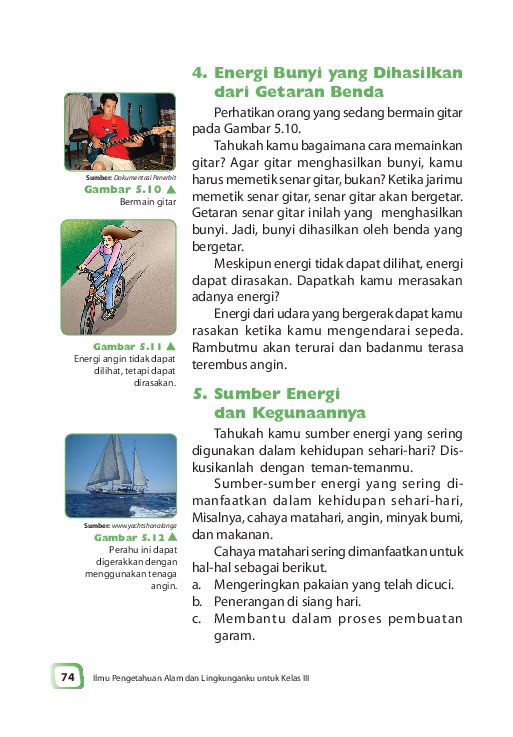 4. Energi Bunyi yang Dihasilkan
dari Getaran Benda
Perhatikan orang yang sedang bermain gitar
pada Gambar 5.10.
Tahukah kamu bagaimana cara memainkan
gitar? Agar gitar menghasilkan bunyi, kamu
harus memetik senar gitar, bukan? Ketika jarimu
memetik senar gitar, senar gitar akan bergetar.
Getaran senar gitar inilah yang menghasilkan
bunyi. Jadi, bunyi dihasilkan oleh benda yang
bergetar.
Meskipun energi tidak dapat dilihat, energi
dapat dirasakan. Dapatkah kamu merasakan
adanya energi?
Energi dari udara yang bergerak dapat kamu
rasakan ketika kamu mengendarai sepeda.
Rambutmu akan terurai dan badanmu terasa
terembus angin.
Sumber: Dokumentasi Penerbit
Gambar 5.10
Bermain gitar
Gambar 5.11
Energi angin tidak dapat
dilihat, tetapi dapat
dirasakan.
5. Sumber Energi
dan Kegunaannya
Tahukah kamu sumber energi yang sering
digunakan dalam kehidupan sehari-hari? Dis-
kusikanlah dengan teman-temanmu.
Sumber-sumber energi yang sering di-
manfaatkan dalam kehidupan sehari-hari,
Misalnya, cahaya matahari, angin, minyak bumi,
dan makanan.
Cahaya matahari sering dimanfaatkan untuk
hal-hal sebagai berikut.
a. Mengeringkan pakaian yang telah dicuci.
b. Penerangan di siang hari.
c. Membantu dalam proses pembuatan
garam.
Sumber: www.yachtshanalanga
Gambar 5.12
Perahu ini dapat
digerakkan dengan
menggunakan tenaga
angin.
74 Ilmu Pengetahuan Alam dan Lingkunganku untuk Kelas III